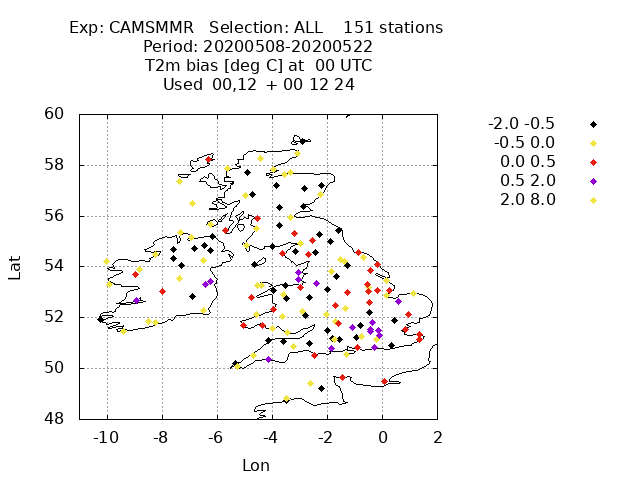 Exp: CAMSMMR   Selection: ALL    151 stations
Period: 20200508-20200522
T2m bias [deg C] at  00 UTC
Used  00,12  + 00 12 24
-2.0 -0.5
-0.5 0.0
0.0 0.5
0.5 2.0
2.0 8.0
60
58
56
54
52
50
48
Lat
-10 -8 -6 -4 -2 0 2
Lon